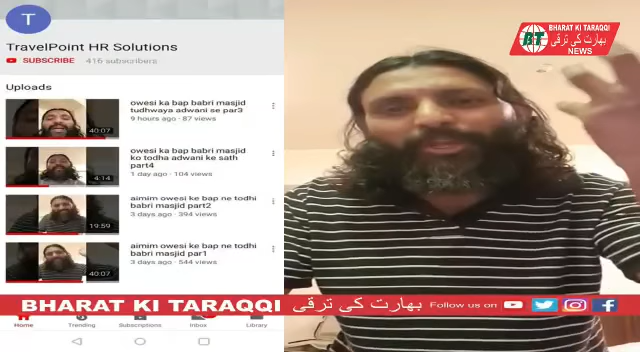 T
TravelPoint HR Solutions
SUBSCRIBE 416 subscribers
Uploads
owesi ka bap babri masjid
tudhwaya adwani se par3
9 hours ago · 87 views
40:07
owesi ka bap babri masjid
ko todha adwani ke sath
part4
1 day ago · 104 views
4:14
aimim owesi ke bap ne todhi
babri masjid part2
3 days ago · 394 views
19:59
aimim owesi ke bap ne todhi
babri masjid par1
3 days ago · 544 views
40:07
BHARAT KI TARAQQI
BT
بھارت کی ترقی
NEWS
BHARAT KI TARAQQI بھارت کی ترقی Follow us on
Home Trending Subscriptions Inbox Library